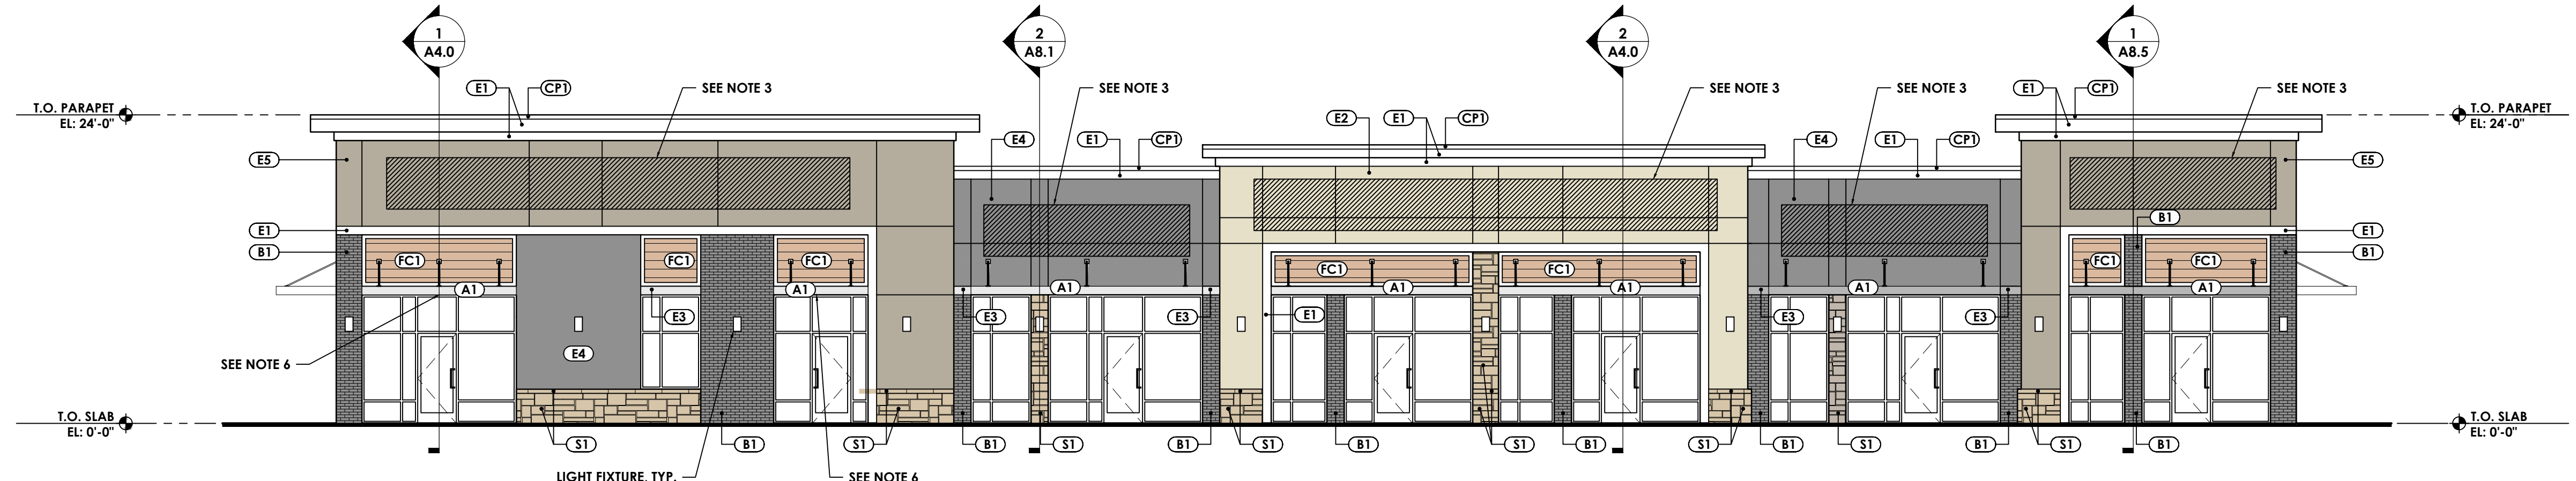 1
A4.0
2
A8.1
2
A4.0
1
A8.5
E1 CP1 SEE NOTE 3 SEE NOTE 3 SEE NOTE 3 SEE NOTE 3 E1 CP1 SEE NOTE 3
T.O. PARAPET
EL: 24'-0"
T.O. PARAPET
EL: 24'-0"
E2 E1 CP1
E4 E1 CP1 E4 E1 CP1
E5 E5
B1
E1 E1
B1 B1
FC1 FC1 FC1 FC1 FC1 FC1 FC1
A1 A1 A1 A1 A1 A1 A1
E3 E3 E3 E1 E3 E3
E4
SEE NOTE 6
T.O. SLAB
EL: 0'-0"
T.O. SLAB
EL: 0'-0"
S1 B1 S1 B1 S1 B1 S1 B1 S1 B1 S1 B1 S1 B1 S1 B1
LIGHT FIXTURE, TYP. SEE NOTE 6